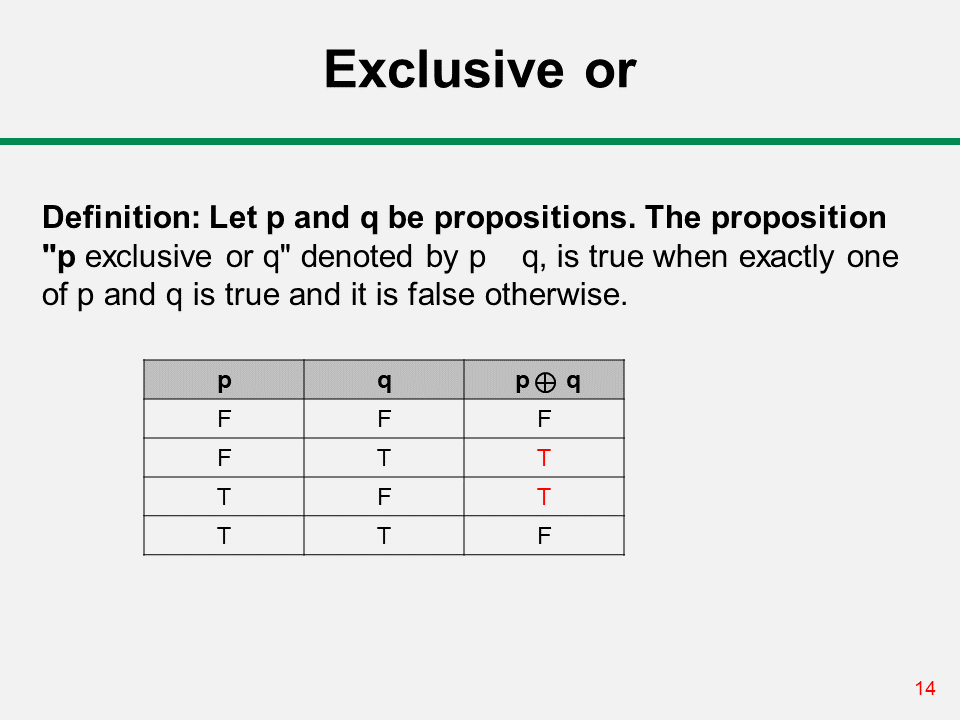 Exclusive or
Definition: Let p and q be propositions. The proposition
"p exclusive or q" denoted by p q, is true when exactly one
of p and q is true and it is false otherwise.
p q p ⊕ q
F F F
F T T
T F T
T T F
14